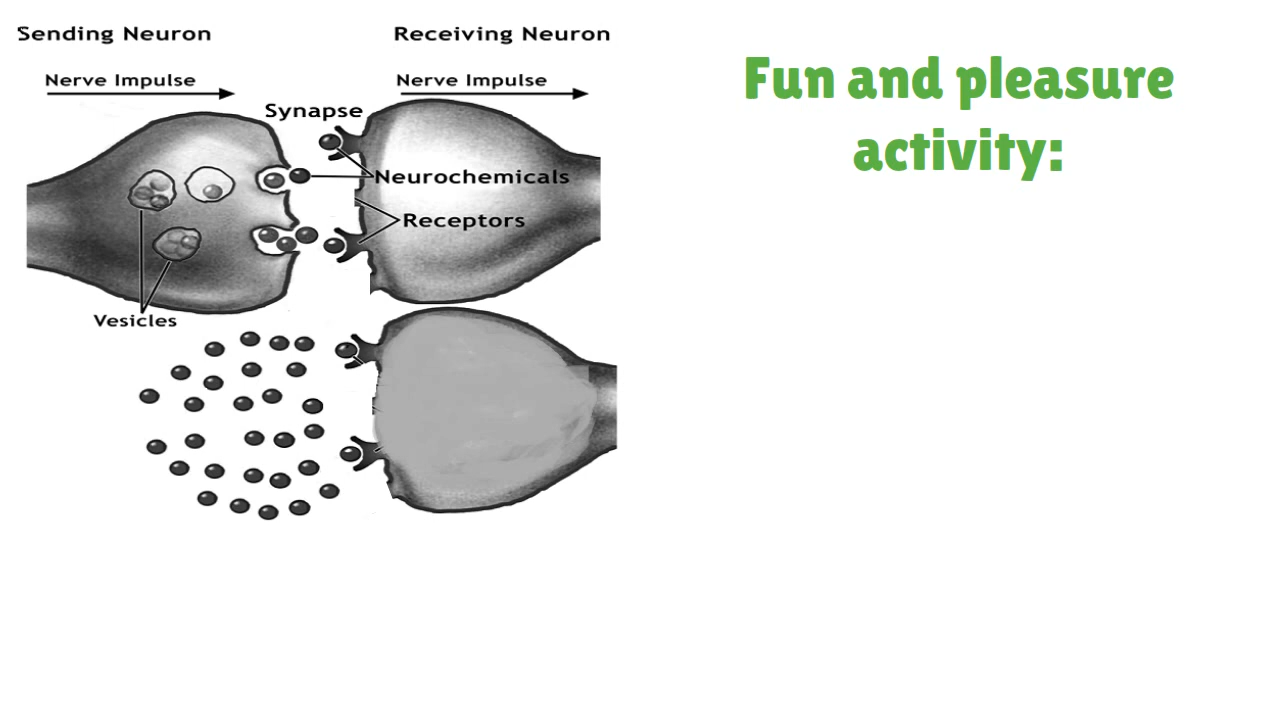 Sending Neuron
Receiving Neuron
Nerve Impulse
Nerve Impulse
Synapse
Neurochemicals
Receptors
Vesicles
Fun and pleasure
activity: